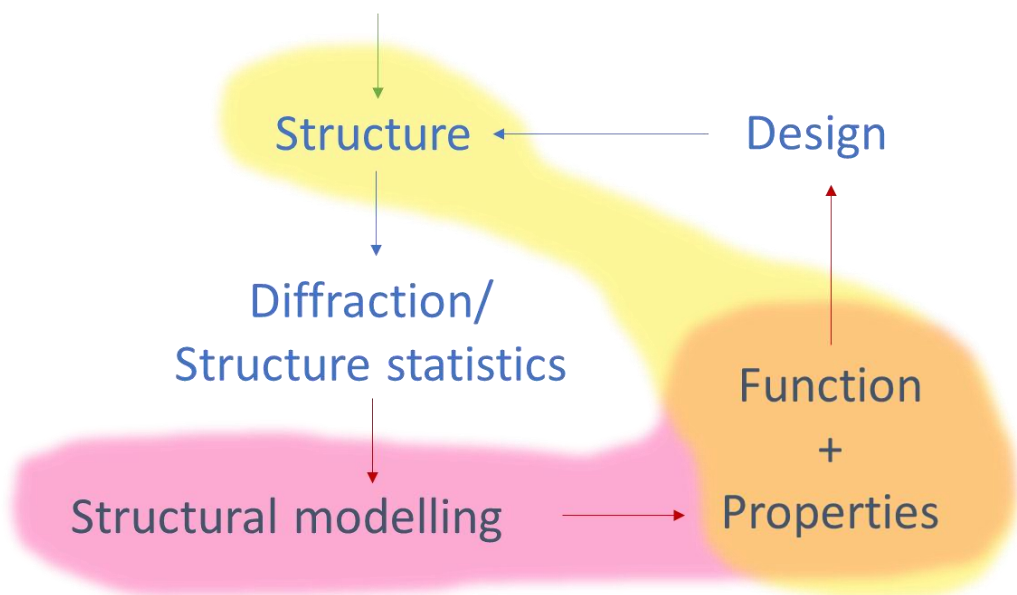 Structure
Design
Diffraction/
Structure statistics
Function
+
Properties
Structural modelling